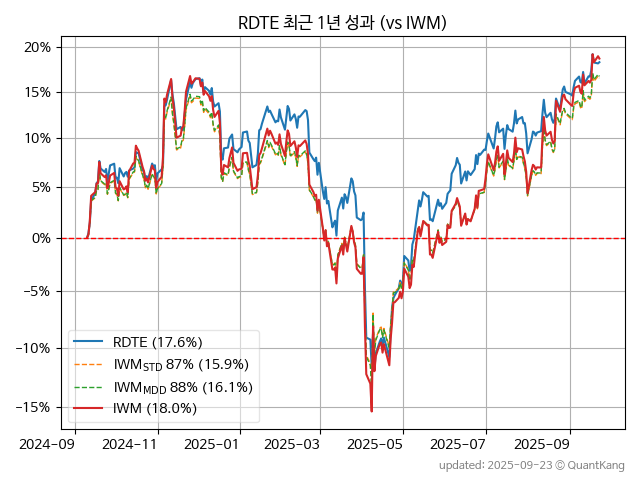 RDTE 최근 1년 성과 (vs IWM)
20%
15%
10%
5%
0%
−5%
−10%
−15%
RDTE (17.6%)
IWM_STD 87% (15.9%)
IWM_MDD 88% (16.1%)
IWM (18.0%)
2024-09 2024-11 2025-01 2025-03 2025-05 2025-07 2025-09
updated: 2025-09-23 © QuantKang